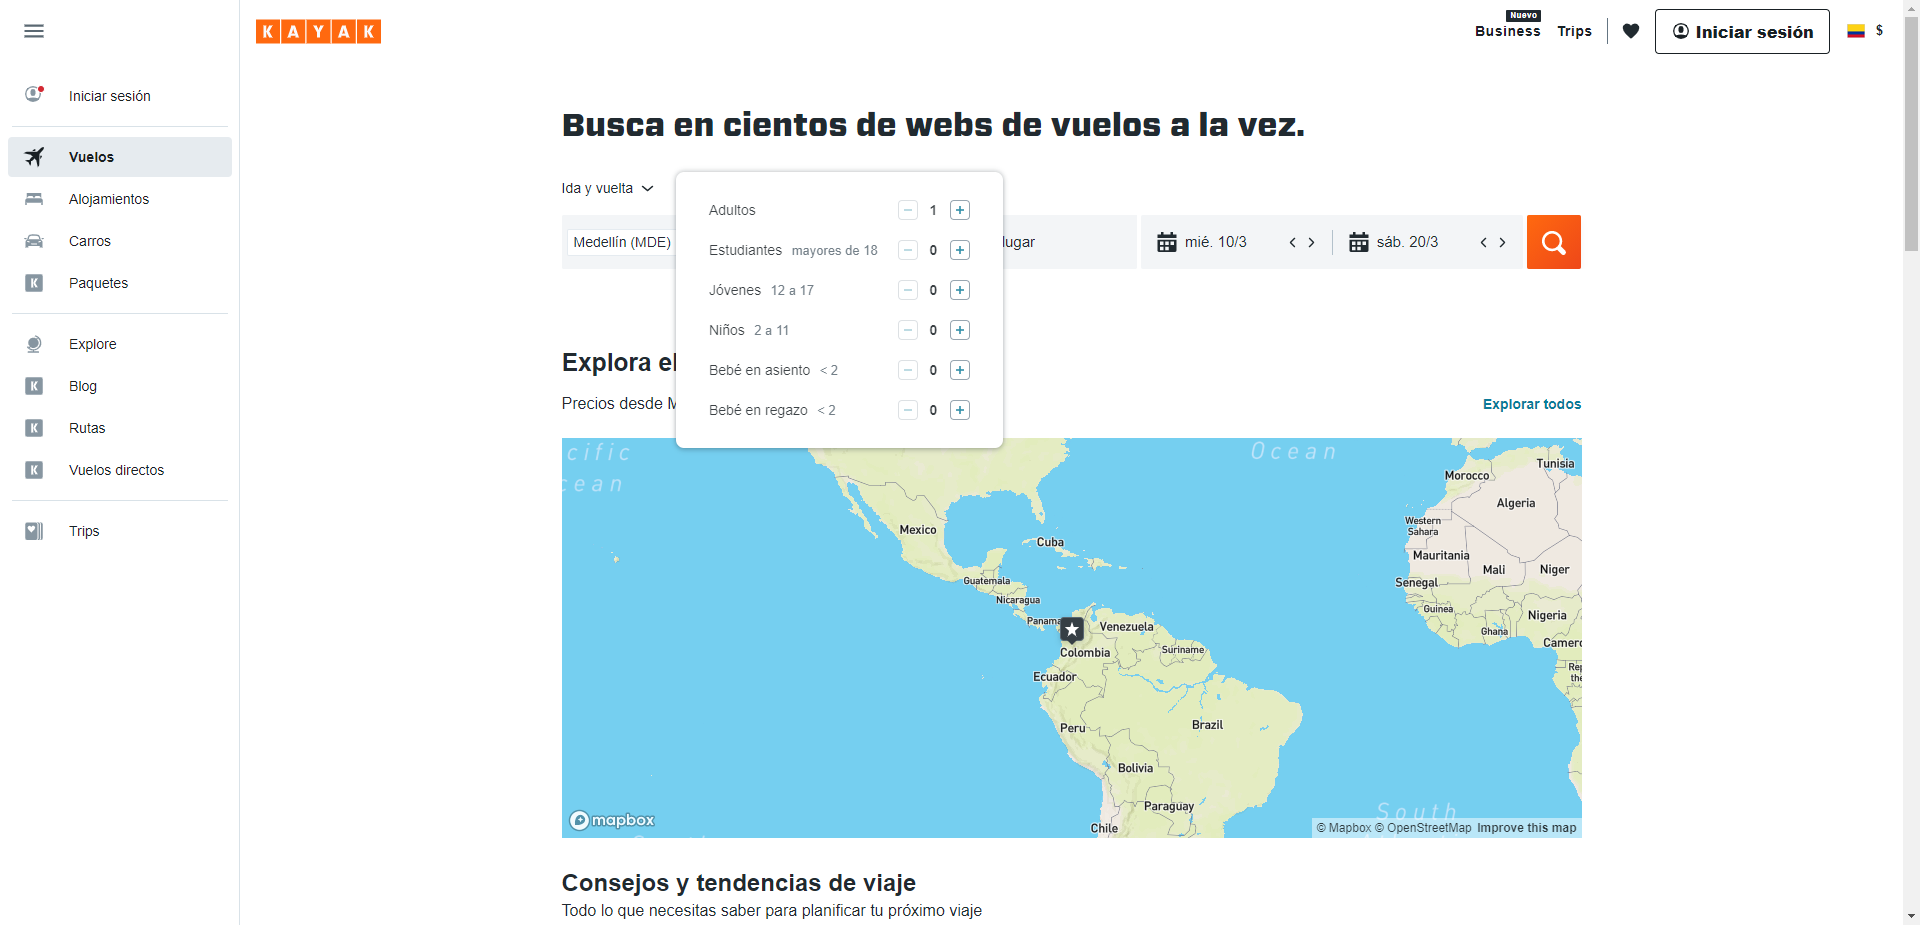 KAYAK
Nuevo
Business
Trips
Iniciar sesión
$
Iniciar sesión
Vuelos
Alojamientos
Carros
K
Paquetes
Explore
K
Blog
K
Rutas
K
Vuelos directos
Trips
Busca en cientos de webs de vuelos a la vez.
Ida y vuelta
Medellín (MDE)
lugar
mié. 10/3
sáb. 20/3
Adultos 1
Estudiantes mayores de 18 0
Jóvenes 12 a 17 0
Niños 2 a 11 0
Bebé en asiento < 2 0
Bebé en regazo < 2 0
Explora el
Precios desde M
Explorar todos
cific
cean
Ocean
Tunisia
Morocco
Algeria
Western
Sahara
Mexico
Cuba
Mauritania
Mali
Niger
Guatemala
Senegal
Nicaragua
Guinea
Nigeria
Panama
Venezuela
Ghana
Camerc
Suriname
Colombia
Rep
the
Ecuador
Brazil
Peru
Bolivia
Paraguay
South
Chile
mapbox
© Mapbox © OpenStreetMap Improve this map
Consejos y tendencias de viaje
Todo lo que necesitas saber para planificar tu próximo viaje